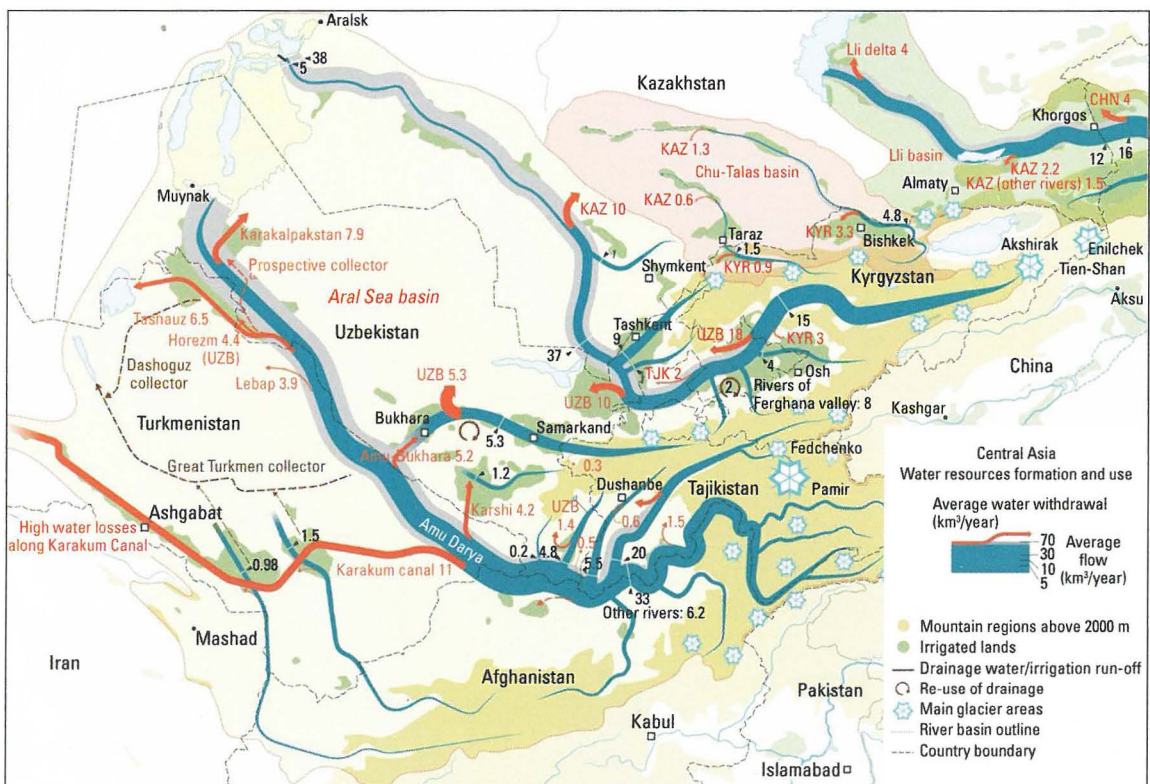 Aralsk
38
5
Kazakhstan
Lli delta 4
CHN 4
Khorgos
KAZ 1.3
Chu-Talas basin
Lli basin
12
16
KAZ 2.2
KAZ (other rivers) 1.5
Almaty
Muynak
KAZ 0.6
KAZ 10
4.8
Karakalpakstan 7.9
KYR 3.3
Taraz
1.5
Bishkek
Akshirak
Enilchek
Prospective collector
1
KYR 0.9
Kyrgyzstan
Tien-Shan
Shymkent
Aral Sea basin
Aksu
Tashauz 6.5
Uzbekistan
Tashkent
15
Horezm 4.4
(UZB)
9
UZB 18
KYR 3
37
Dashoguz
collector
TJK 2
4
Osh
China
Lebap 3.9
UZB 5.3
UZB 10
2
Rivers of
Ferghana valley: 8
Kashgar
Turkmenistan
Bukhara
5.3
Samarkand
Amu-Bukhara 5.2
Fedchenko
Great Turkmen collector
1.2
0.3
Dushanbe
Tajikistan
Pamir
Ashgabat
Karshi 4.2
UZB
1.4
0.6
1.5
High water losses
along Karakum Canal
1.5
Amu Darya
0.5
0.2
4.8
5.5
20
0.98
Karakum canal 11
33
Other rivers: 6.2
Mashad
Iran
Afghanistan
Pakistan
Kabul
Islamabad
Central Asia
Water resources formation and use
Average water withdrawal
(km³/year)
70
30
10
5
Average
flow
(km³/year)
Mountain regions above 2000 m
Irrigated lands
Drainage water/irrigation run-off
Re-use of drainage
Main glacier areas
River basin outline
Country boundary